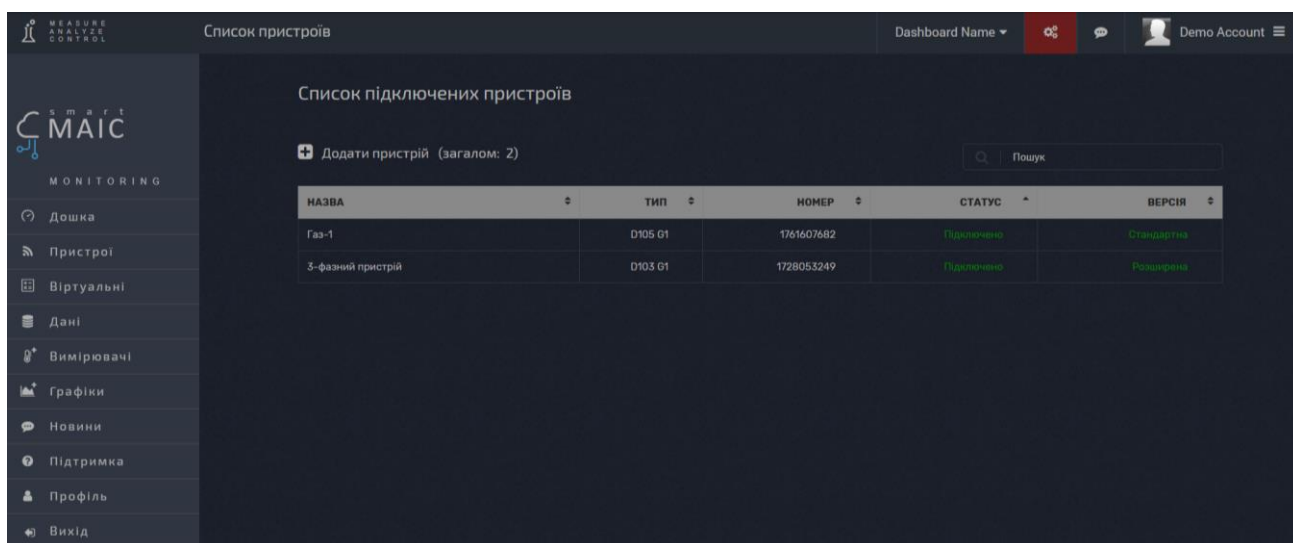 MEASURE
ANALYZE
CONTROL
Список пристроїв
Dashboard Name
Demo Account
smart
MAIC
MONITORING
Дошка
Пристрої
Віртуальні
Дані
Вимірювачі
Графіки
Новини
Підтримка
Профіль
Вихід
Список підключених пристроїв
Додати пристрій (загалом: 2)
Пошук
НАЗВА ТИП НОМЕР СТАТУС ВЕРСІЯ
Газ-1 D105 G1 1761607682 Підключено Стандартна
3-фазний пристрій D103 G1 1728053249 Підключено Розширена